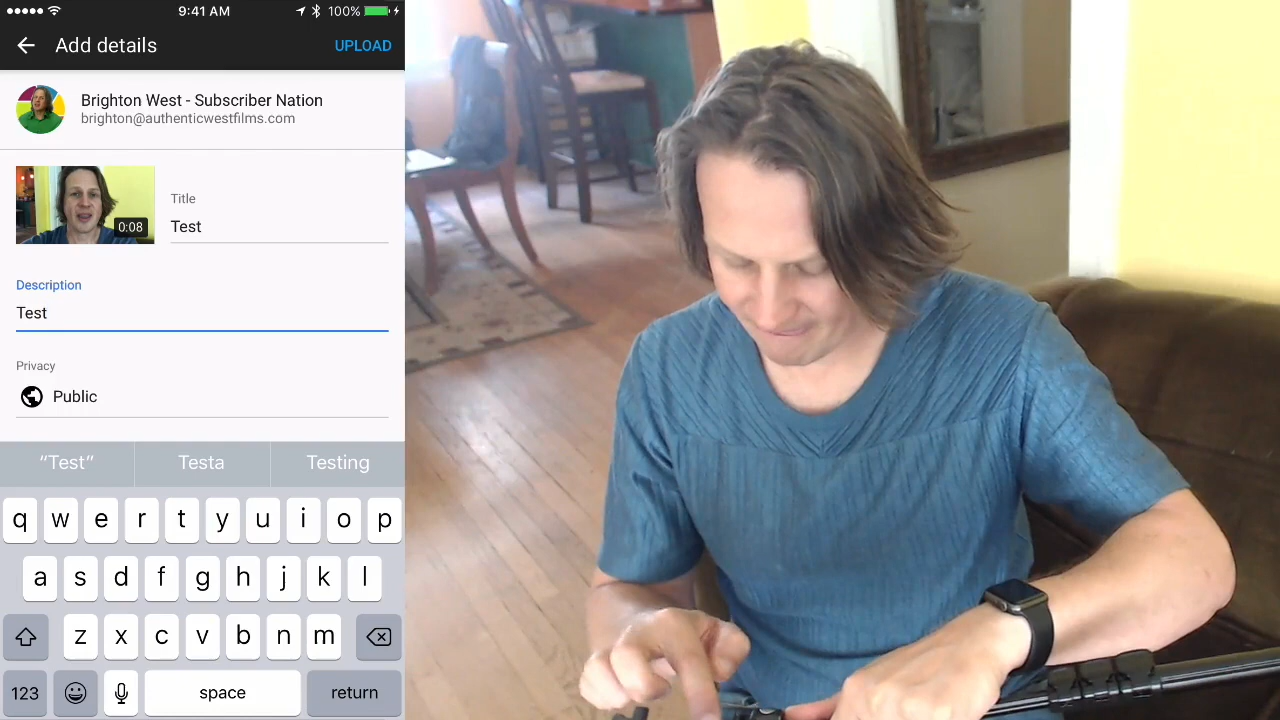 9:41 AM 100%
Add details UPLOAD
Brighton West - Subscriber Nation
brighton@authenticwestfilms.com
Title
0:08 Test
Description
Test
Privacy
Public
“Test“ Testa Testing
q w e r t y u i o p
a s d f g h j k l
z x c v b n m
123 space return